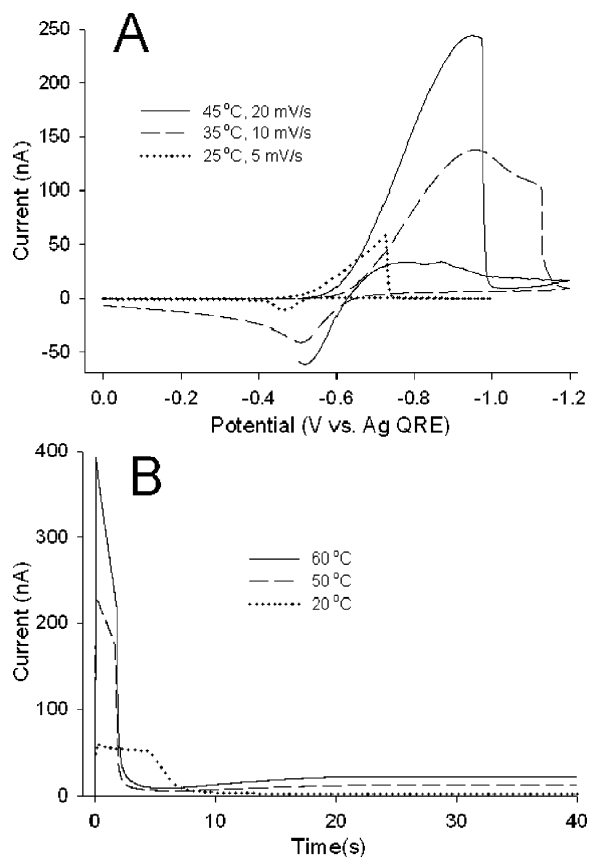 A
250
200
150
100
50
0
-50
Current (nA)
45 °C, 20 mV/s
35 °C, 10 mV/s
25 °C, 5 mV/s
0.0 -0.2 -0.4 -0.6 -0.8 -1.0 -1.2
Potential (V vs. Ag QRE)
B
400
300
200
100
0
Current (nA)
60 °C
50 °C
20 °C
0 10 20 30 40
Time(s)